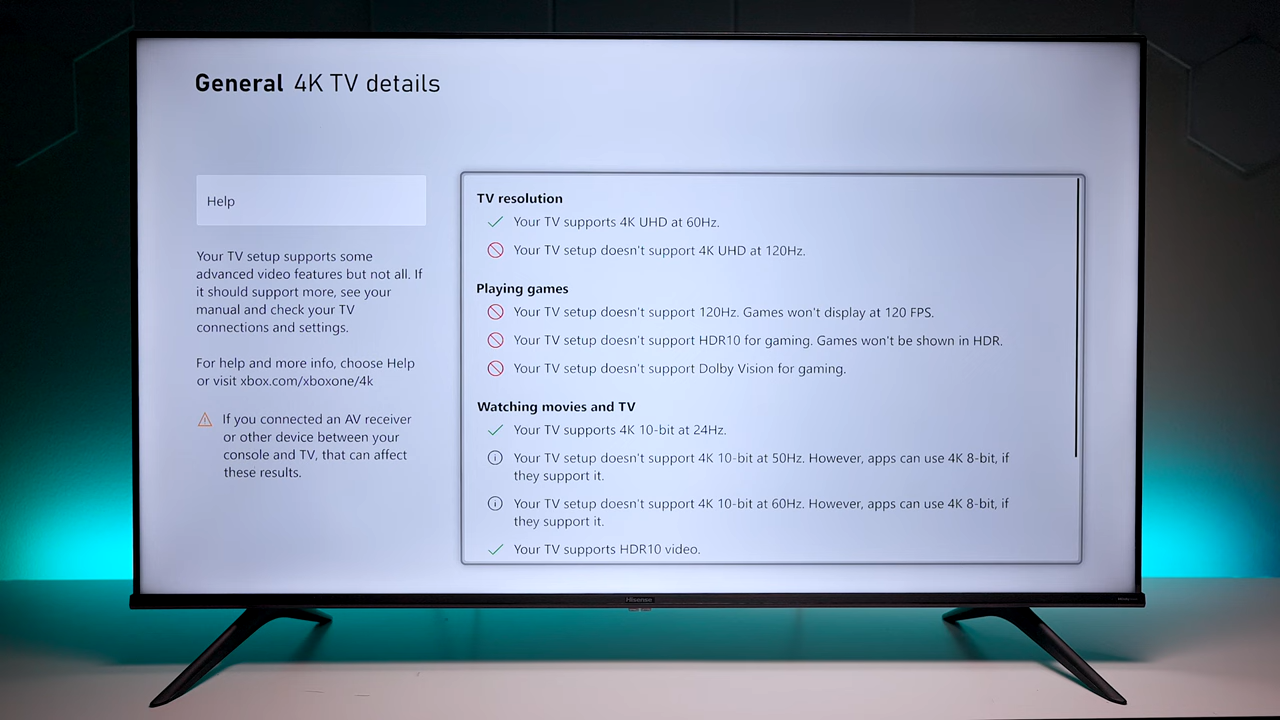 General 4K TV details
Help
Your TV setup supports some
advanced video features but not all. If
it should support more, see your
manual and check your TV
connections and settings.
For help and more info, choose Help
or visit xbox.com/xboxone/4k
If you connected an AV receiver
or other device between your
console and TV, that can affect
these results.
TV resolution
Your TV supports 4K UHD at 60Hz.
Your TV setup doesn't support 4K UHD at 120Hz.
Playing games
Your TV setup doesn't support 120Hz. Games won't display at 120 FPS.
Your TV setup doesn't support HDR10 for gaming. Games won't be shown in HDR.
Your TV setup doesn't support Dolby Vision for gaming.
Watching movies and TV
Your TV supports 4K 10-bit at 24Hz.
Your TV setup doesn't support 4K 10-bit at 50Hz. However, apps can use 4K 8-bit, if
they support it.
Your TV setup doesn't support 4K 10-bit at 60Hz. However, apps can use 4K 8-bit, if
they support it.
Your TV supports HDR10 video.
Hisense